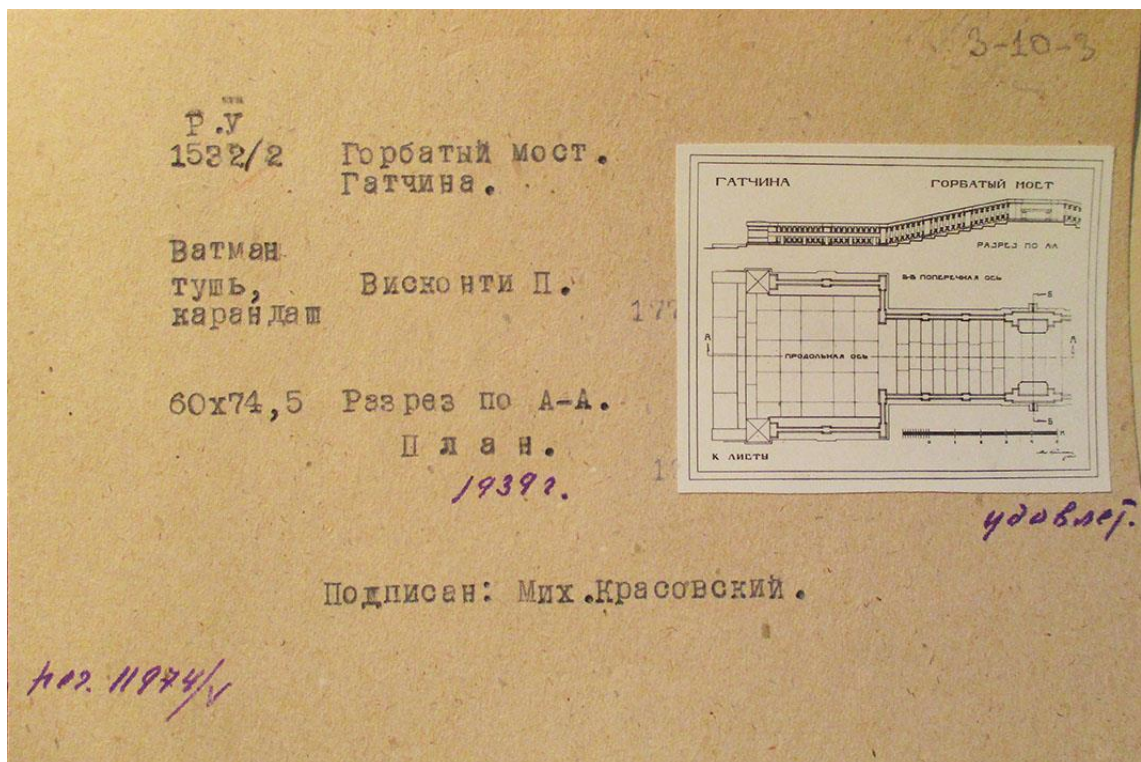 3-10-3
Р.У
1532/2 Горбатый мост.
Гатчина.
Ватман
тушь, Висконти П.
карандаш
177
60х74,5 Разрез по А-А.
План.
1939г.
удовлет.
Подписан: Мих.Красовский.
нег. 11974/V
ГАТЧИНА ГОРБАТЫЙ МОСТ
РАЗРЕЗ ПО АА
Б-Б ПОПЕРЕЧНАЯ ОСЬ
Б
А ПРОДОЛЬНАЯ ОСЬ А
Б
К ЛИСТУ